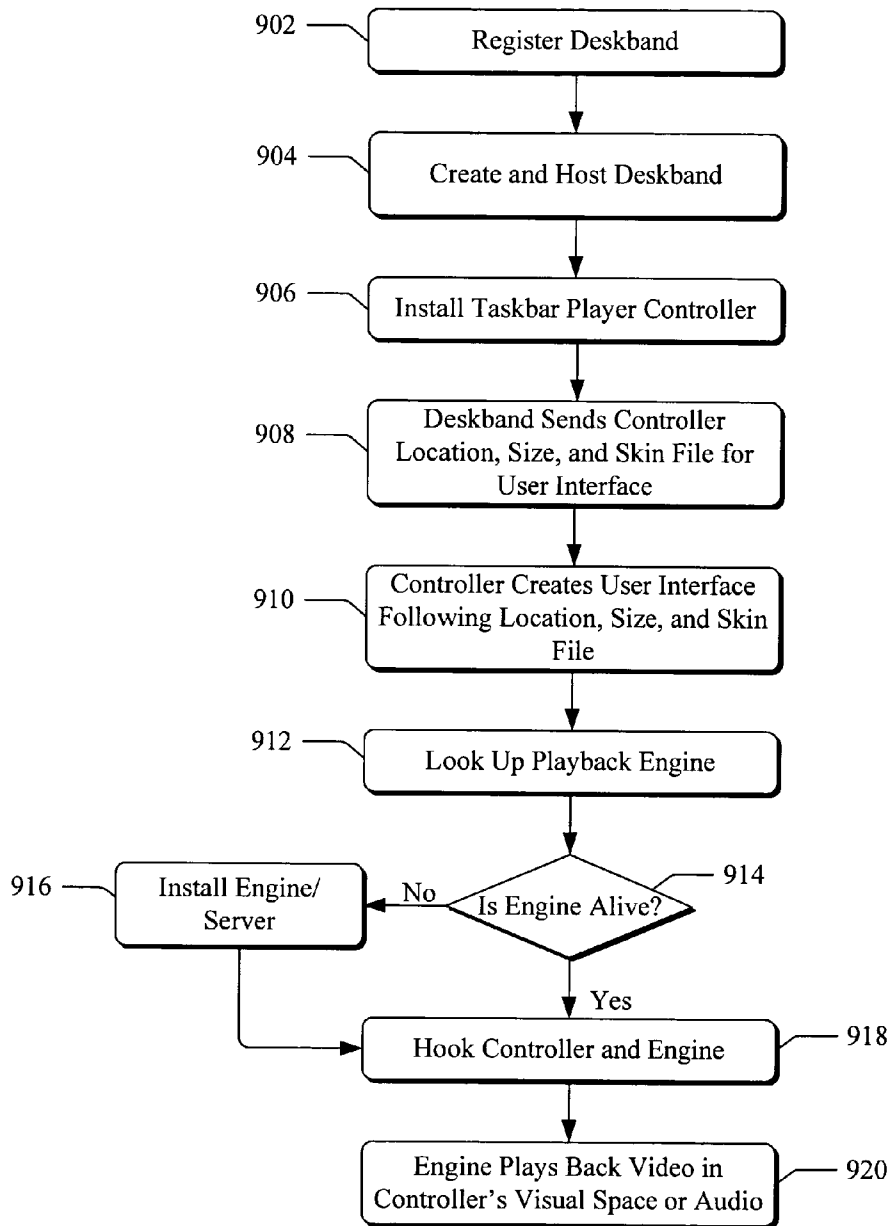 902
Register Deskband
904
Create and Host Deskband
906
Install Taskbar Player Controller
908
Deskband Sends Controller
Location, Size, and Skin File for
User Interface
910
Controller Creates User Interface
Following Location, Size, and Skin
File
912
Look Up Playback Engine
914
Is Engine Alive?
No
916
Install Engine/
Server
Yes
Hook Controller and Engine
918
Engine Plays Back Video in
Controller's Visual Space or Audio
920